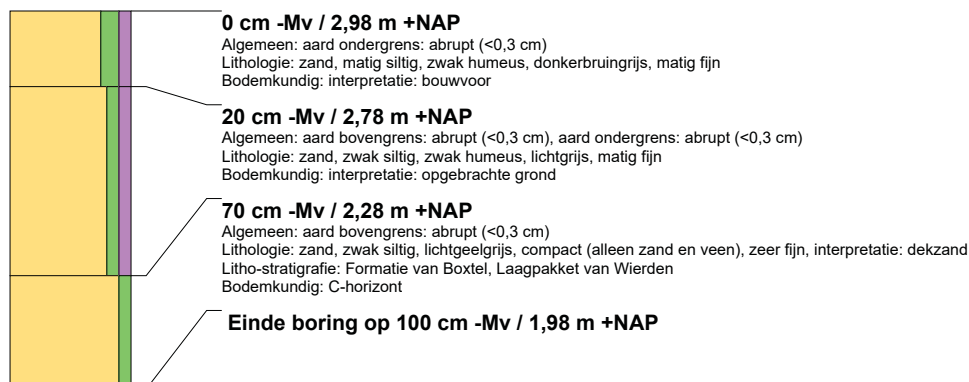 0 cm -Mv / 2,98 m +NAP
Algemeen: aard ondergrens: abrupt (<0,3 cm)
Lithologie: zand, matig siltig, zwak humeus, donkerbruingrijs, matig fijn
Bodemkundig: interpretatie: bouwvoor
20 cm -Mv / 2,78 m +NAP
Algemeen: aard bovengrens: abrupt (<0,3 cm), aard ondergrens: abrupt (<0,3 cm)
Lithologie: zand, zwak siltig, zwak humeus, lichtgrijs, matig fijn
Bodemkundig: interpretatie: opgebrachte grond
70 cm -Mv / 2,28 m +NAP
Algemeen: aard bovengrens: abrupt (<0,3 cm)
Lithologie: zand, zwak siltig, lichtgeelgrijs, compact (alleen zand en veen), zeer fijn, interpretatie: dekzand
Litho-stratigrafie: Formatie van Boxtel, Laagpakket van Wierden
Bodemkundig: C-horizont
Einde boring op 100 cm -Mv / 1,98 m +NAP